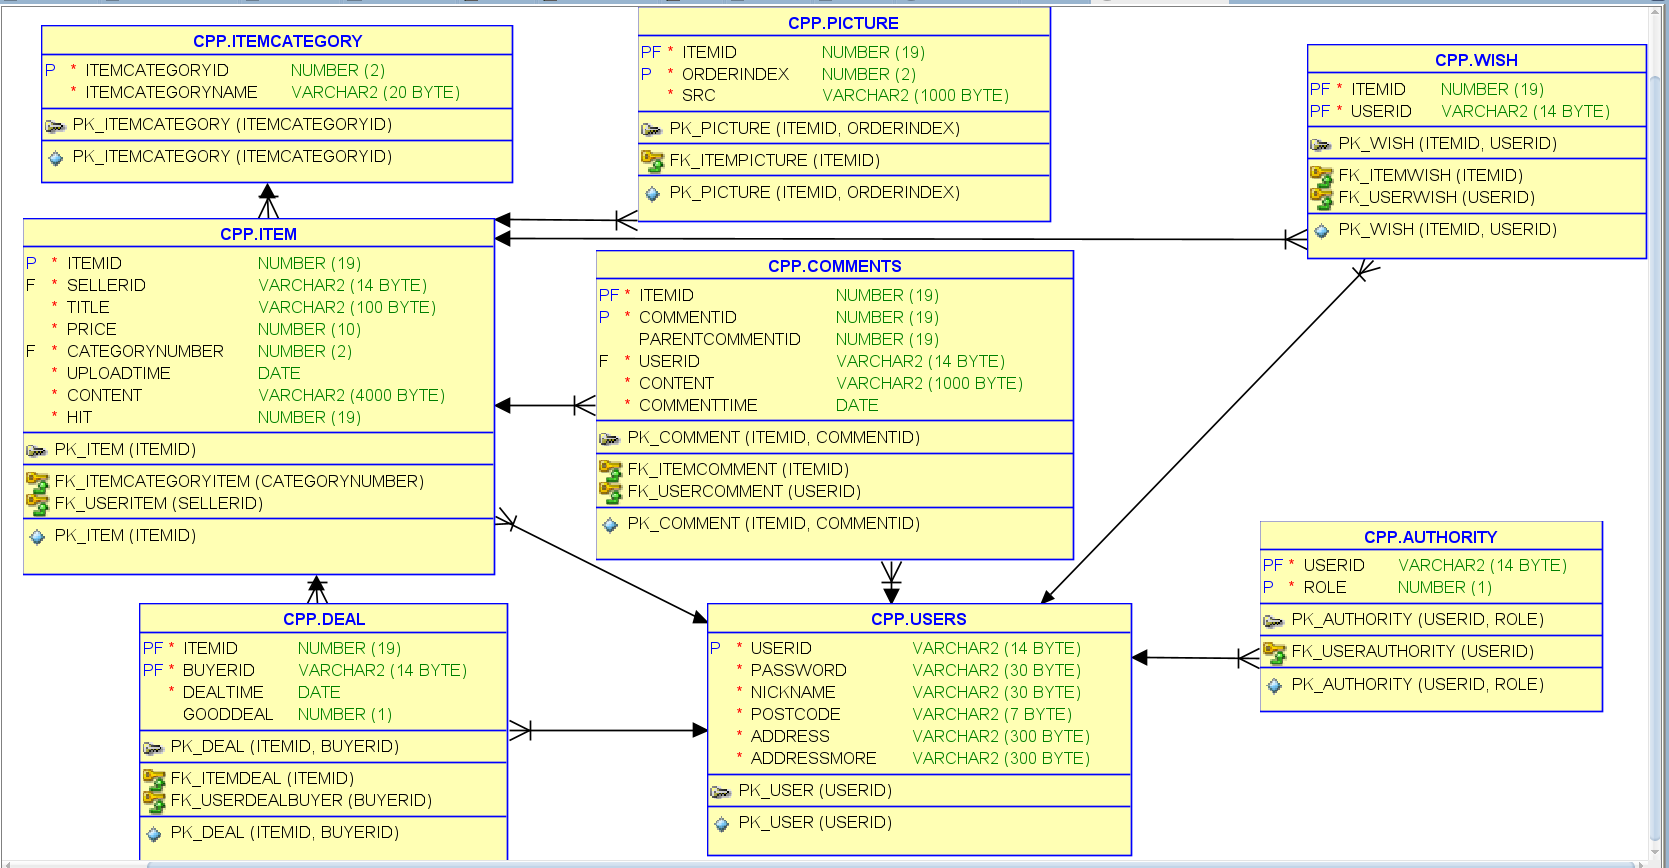 CPP.ITEMCATEGORY
P * ITEMCATEGORYID NUMBER (2)
* ITEMCATEGORYNAME VARCHAR2 (20 BYTE)
PK_ITEMCATEGORY (ITEMCATEGORYID)
PK_ITEMCATEGORY (ITEMCATEGORYID)
CPP.PICTURE
PF * ITEMID NUMBER (19)
P * ORDERINDEX NUMBER (2)
* SRC VARCHAR2 (1000 BYTE)
PK_PICTURE (ITEMID, ORDERINDEX)
FK_ITEMPICTURE (ITEMID)
PK_PICTURE (ITEMID, ORDERINDEX)
CPP.WISH
PF * ITEMID NUMBER (19)
PF * USERID VARCHAR2 (14 BYTE)
PK_WISH (ITEMID, USERID)
FK_ITEMWISH (ITEMID)
FK_USERWISH (USERID)
PK_WISH (ITEMID, USERID)
CPP.ITEM
P * ITEMID NUMBER (19)
F * SELLERID VARCHAR2 (14 BYTE)
* TITLE VARCHAR2 (100 BYTE)
* PRICE NUMBER (10)
F * CATEGORYNUMBER NUMBER (2)
* UPLOADTIME DATE
* CONTENT VARCHAR2 (4000 BYTE)
* HIT NUMBER (19)
PK_ITEM (ITEMID)
FK_ITEMCATEGORYITEM (CATEGORYNUMBER)
FK_USERITEM (SELLERID)
PK_ITEM (ITEMID)
CPP.COMMENTS
PF * ITEMID NUMBER (19)
P * COMMENTID NUMBER (19)
PARENTCOMMENTID NUMBER (19)
F * USERID VARCHAR2 (14 BYTE)
* CONTENT VARCHAR2 (1000 BYTE)
* COMMENTTIME DATE
PK_COMMENT (ITEMID, COMMENTID)
FK_ITEMCOMMENT (ITEMID)
FK_USERCOMMENT (USERID)
PK_COMMENT (ITEMID, COMMENTID)
CPP.AUTHORITY
PF * USERID VARCHAR2 (14 BYTE)
P * ROLE NUMBER (1)
PK_AUTHORITY (USERID, ROLE)
FK_USERAUTHORITY (USERID)
PK_AUTHORITY (USERID, ROLE)
CPP.DEAL
PF * ITEMID NUMBER (19)
PF * BUYERID VARCHAR2 (14 BYTE)
* DEALTIME DATE
GOODDEAL NUMBER (1)
PK_DEAL (ITEMID, BUYERID)
FK_ITEMDEAL (ITEMID)
FK_USERDEALBUYER (BUYERID)
PK_DEAL (ITEMID, BUYERID)
CPP.USERS
P * USERID VARCHAR2 (14 BYTE)
* PASSWORD VARCHAR2 (30 BYTE)
* NICKNAME VARCHAR2 (30 BYTE)
* POSTCODE VARCHAR2 (7 BYTE)
* ADDRESS VARCHAR2 (300 BYTE)
* ADDRESSMORE VARCHAR2 (300 BYTE)
PK_USER (USERID)
PK_USER (USERID)